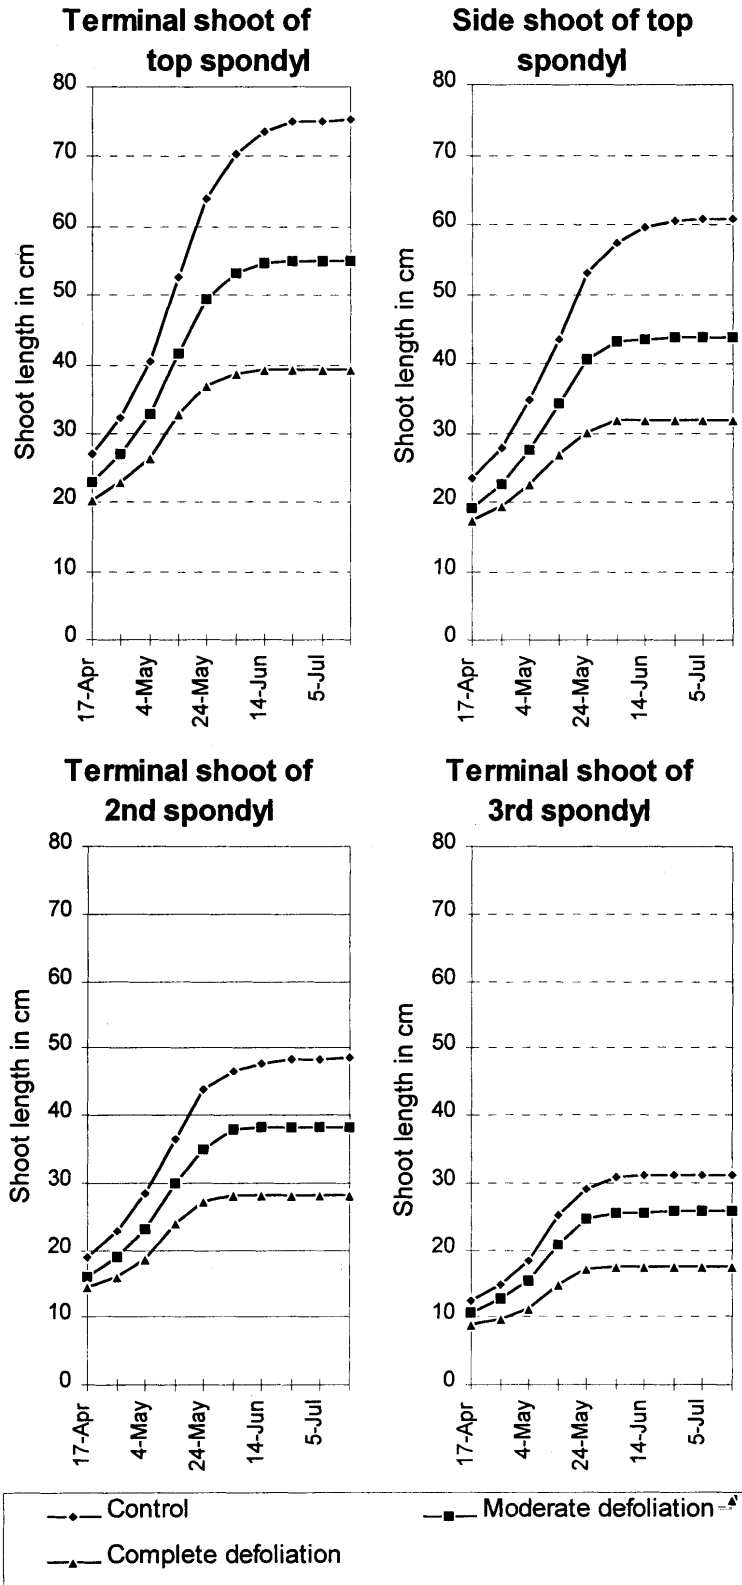 Terminal shoot of
top spondyl
80
70
60
50
40
30
20
10
0
Shoot length in cm
17-Apr
4-May
24-May
14-Jun
5-Jul
Side shoot of top
spondyl
80
70
60
50
40
30
20
10
0
Shoot length in cm
17-Apr
4-May
24-May
14-Jun
5-Jul
Terminal shoot of
2nd spondyl
80
70
60
50
40
30
20
10
0
Shoot length in cm
17-Apr
4-May
24-May
14-Jun
5-Jul
Terminal shoot of
3rd spondyl
80
70
60
50
40
30
20
10
0
Shoot length in cm
17-Apr
4-May
24-May
14-Jun
5-Jul
Control
Moderate defoliation
Complete defoliation